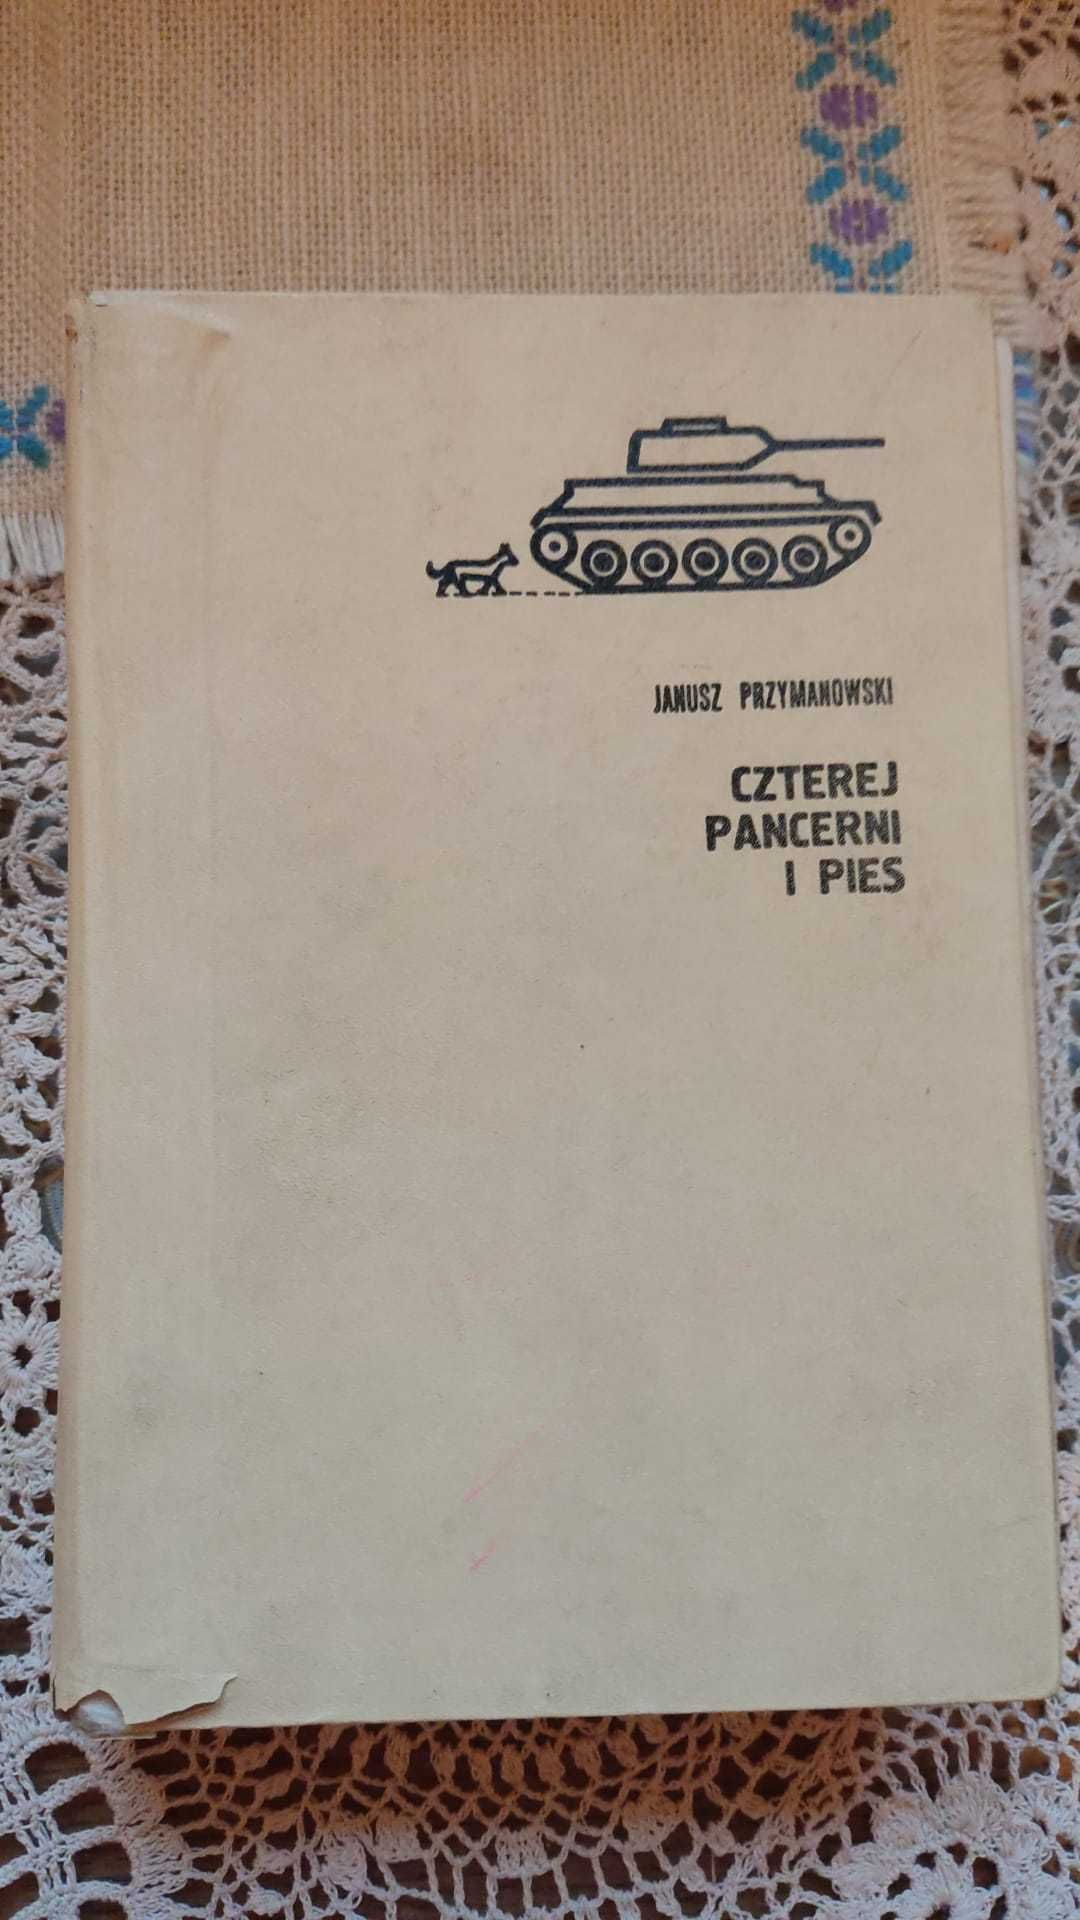 JANUSZ PRZYMANOWSKI
CZTEREJ
PANCERNI
I PIES